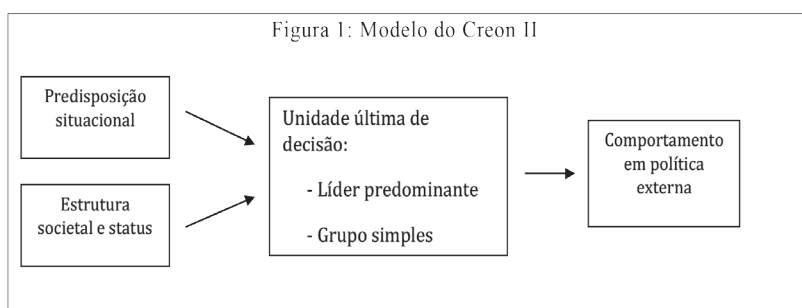 Figura 1: Modelo do Creon II
Predisposição
situacional
Estrutura
societal e status
Unidade última de
decisão:
- Líder predominante
- Grupo simples
Comportamento
em política
externa